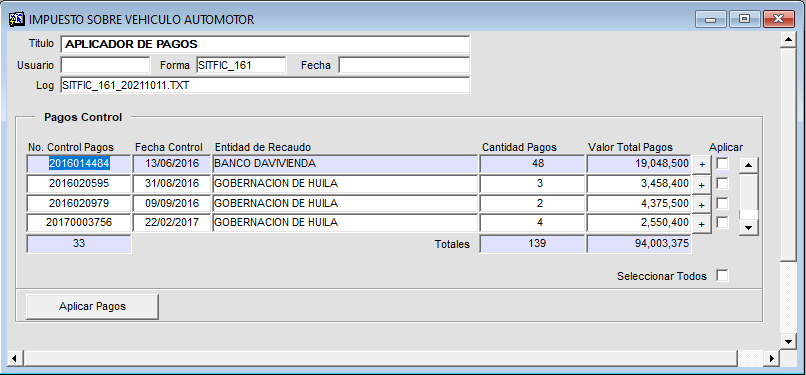 IMPUESTO SOBRE VEHICULO AUTOMOTOR
Titulo APLICADOR DE PAGOS
Usuario Forma SITFIC_161 Fecha
Log SITFIC_161_20211011.TXT
Pagos Control
No. Control Pagos Fecha Control Entidad de Recaudo Cantidad Pagos Valor Total Pagos Aplicar
2016014484 13/06/2016 BANCO DAVIVIENDA 48 19,048,500 +
2016020595 31/08/2016 GOBERNACION DE HUILA 3 3,458,400 +
2016020979 09/09/2016 GOBERNACION DE HUILA 2 4,375,500 +
20170003756 22/02/2017 GOBERNACION DE HUILA 4 2,550,400 +
33 Totales 139 94,003,375
Seleccionar Todos
Aplicar Pagos